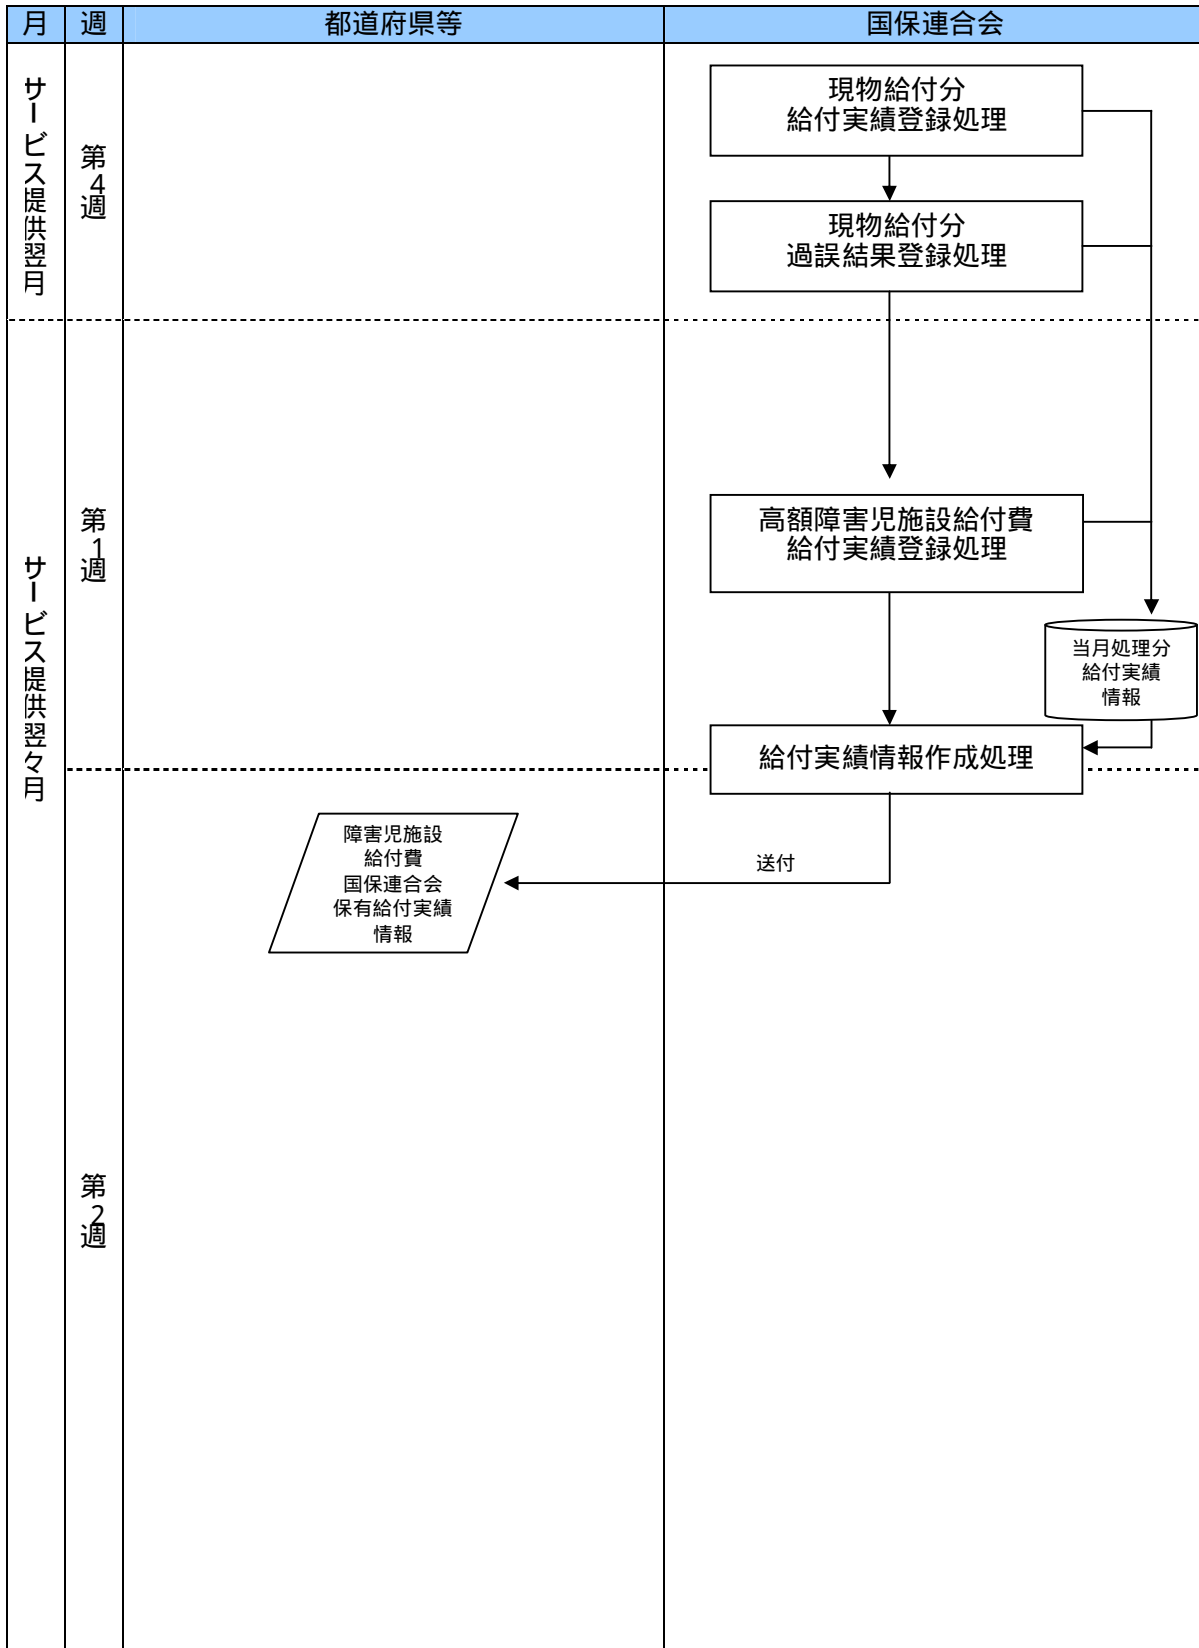 月 週 都道府県等 国保連合会
サービス提供翌月
第4週
現物給付分
給付実績登録処理
現物給付分
過誤結果登録処理
サービス提供翌々月
第1週
高額障害児施設給付費
給付実績登録処理
当月処理分
給付実績
情報
給付実績情報作成処理
第2週
送付
障害児施設
給付費
国保連合会
保有給付実績
情報